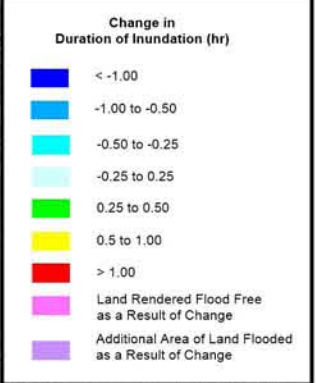 Change in
Duration of Inundation (hr)
< -1.00
-1.00 to -0.50
-0.50 to -0.25
-0.25 to 0.25
0.25 to 0.50
0.5 to 1.00
> 1.00
Land Rendered Flood Free
as a Result of Change
Additional Area of Land Flooded
as a Result of Change